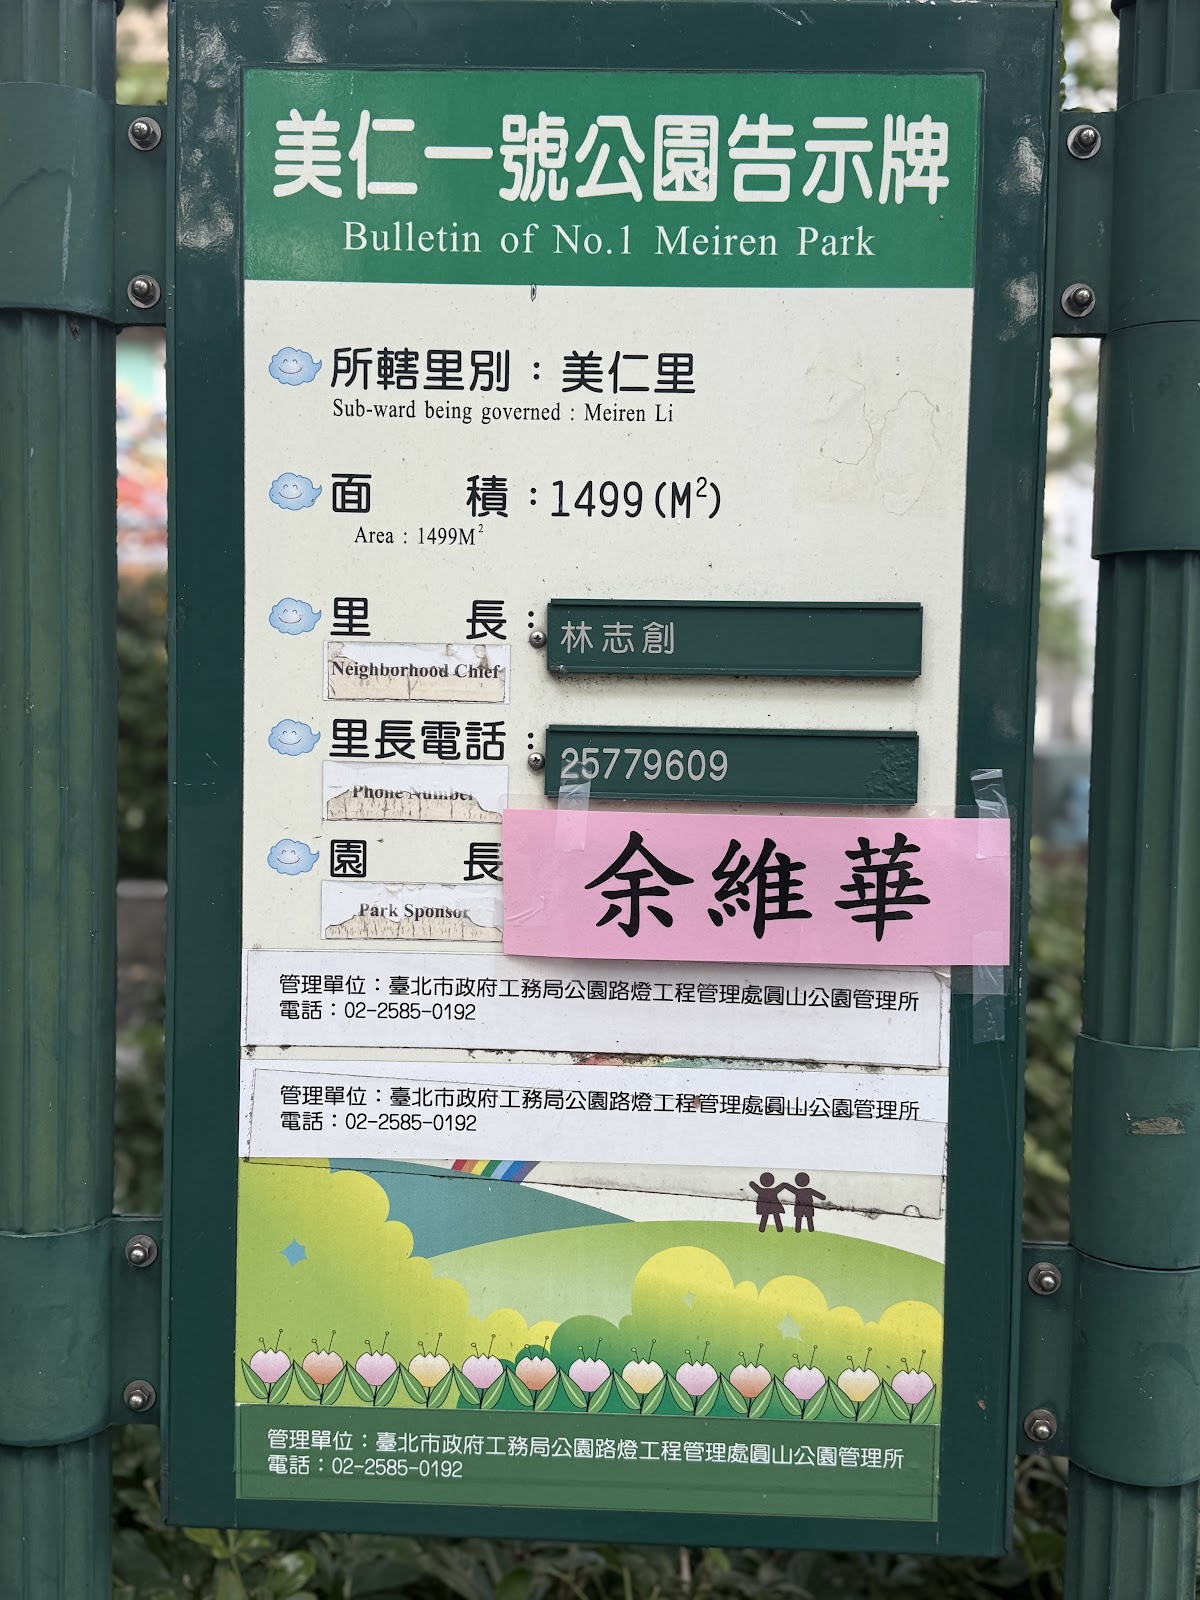 美仁一號公園告示牌
Bulletin of No.1 Meiren Park
所轄里別：美仁里
Sub-ward being governed : Meiren Li
面積：1499(M²)
Area : 1499M²
里長：林志創
Neighborhood Chief
里長電話：25779609
Phone Number
園長 余維華
Park Sponsor
管理單位：臺北市政府工務局公園路燈工程管理處圓山公園管理所
電話：02-2585-0192
管理單位：臺北市政府工務局公園路燈工程管理處圓山公園管理所
電話：02-2585-0192
管理單位：臺北市政府工務局公園路燈工程管理處圓山公園管理所
電話：02-2585-0192